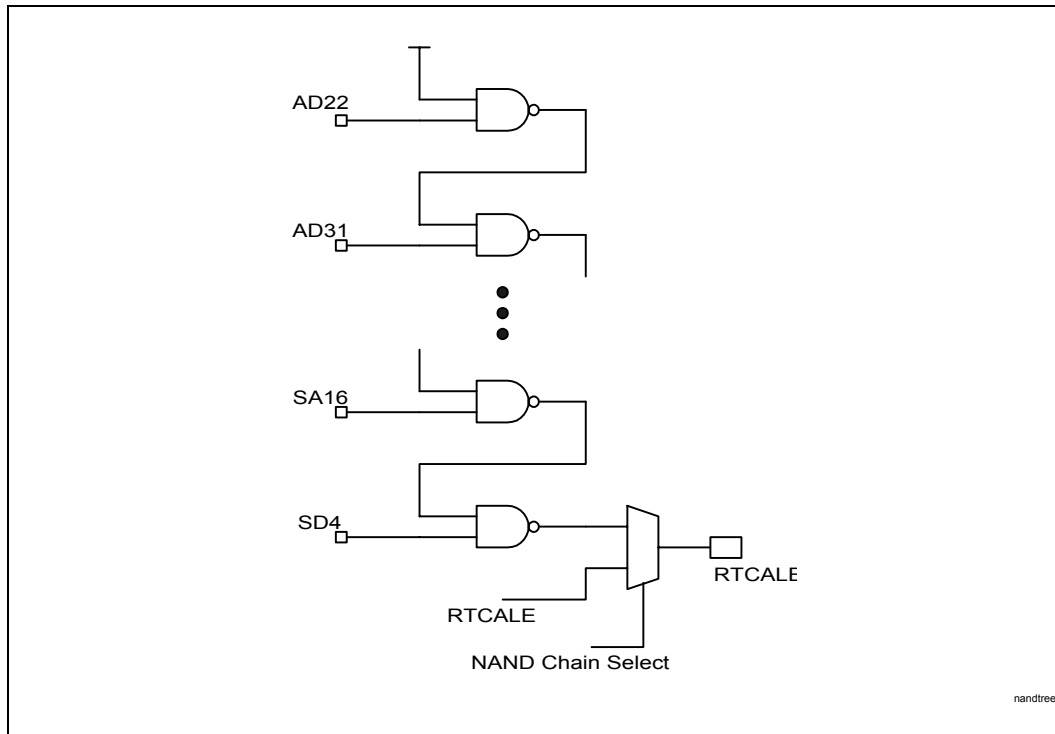 AD22
AD31
SA16
SD4
RTCALE
RTCALE
NAND Chain Select
nandtree